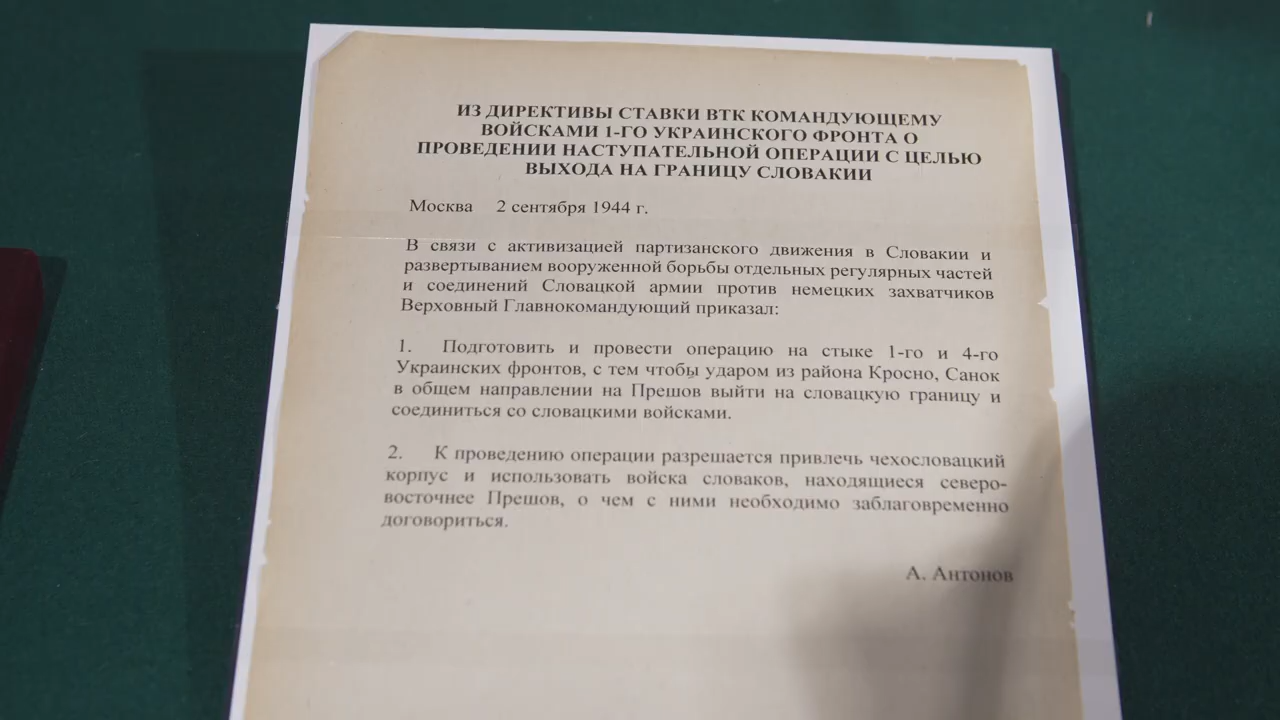 ИЗ ДИРЕКТИВЫ СТАВКИ ВТК КОМАНДУЮЩЕМУ
ВОЙСКАМИ 1-ГО УКРАИНСКОГО ФРОНТА О
ПРОВЕДЕНИИ НАСТУПАТЕЛЬНОЙ ОПЕРАЦИИ С ЦЕЛЬЮ
ВЫХОДА НА ГРАНИЦУ СЛОВАКИИ
Москва 2 сентября 1944 г.
В связи с активизацией партизанского движения в Словакии и
развертыванием вооруженной борьбы отдельных регулярных частей
и соединений Словацкой армии против немецких захватчиков
Верховный Главнокомандующий приказал:
1. Подготовить и провести операцию на стыке 1-го и 4-го
Украинских фронтов, с тем чтобы ударом из района Кросно, Санок
в общем направлении на Прешов выйти на словацкую границу и
соединиться со словацкими войсками.
2. К проведению операции разрешается привлечь чехословацкий
корпус и использовать войска словаков, находящиеся северо-
восточнее Прешов, о чем с ними необходимо заблаговременно
договориться.
А. Антонов